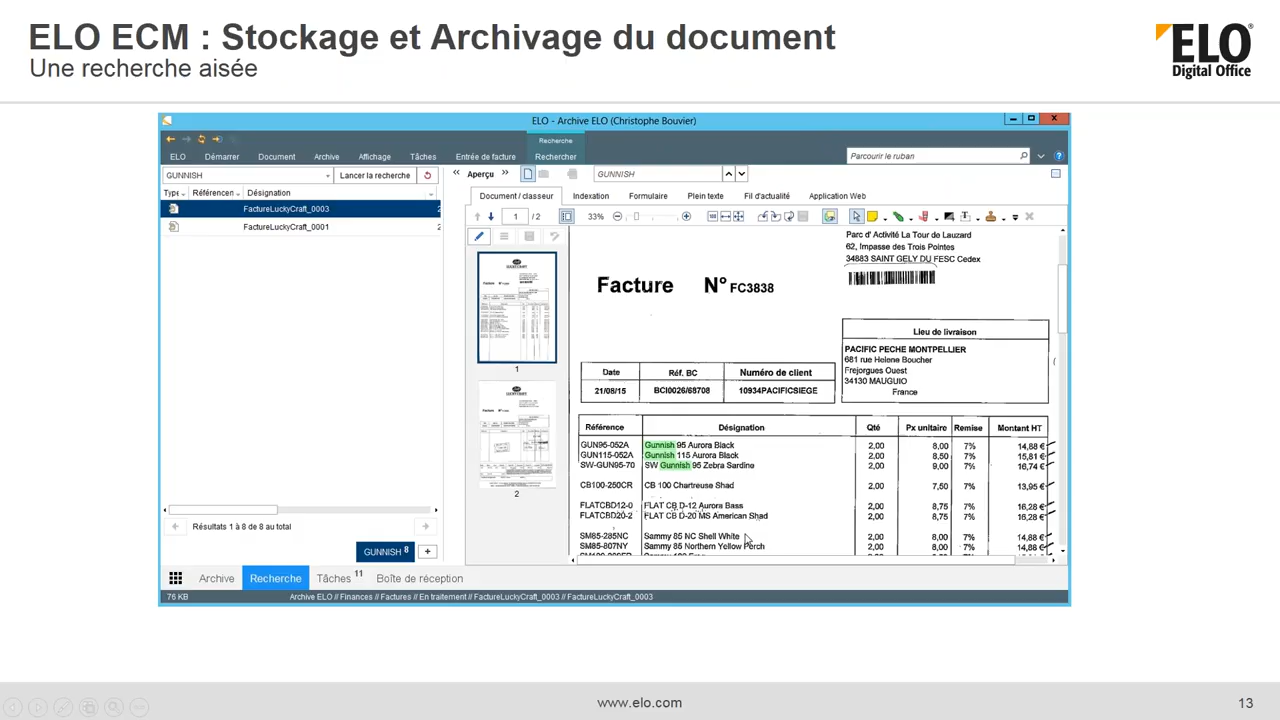 ELO ECM : Stockage et Archivage du document
Une recherche aisée
ELO®
Digital Office
ELO - Archive ELO (Christophe Bouvier)
Recherche
ELO Démarrer Document Archive Affichage Tâches Entrée de facture Rechercher
Parcourir le ruban
GUNNISH Lancer la recherche
Aperçu GUNNISH
Type Référencen Désignation
Document / classeur Indexation Formulaire Plein texte Fil d'actualité Application Web
FactureLuckyCraft_0003
FactureLuckyCraft_0001
1 / 2 33%
1
2
Parc d' Activité La Tour de Lauzard
62, Impasse des Trois Pointes
34883 SAINT GELY DU FESC Cedex
Facture N° FC3838
Lieu de livraison
PACIFIC PECHE MONTPELLIER
681 rue Helene Boucher
Frejorgues Ouest
34130 MAUGUIO
France
Date Réf. BC Numéro de client
21/08/15 BCI0026/68708 10934PACIFICSIEGE
Référence Désignation Qté Px unitaire Remise Montant HT
GUN95-052A Gunnish 95 Aurora Black 2,00 8,00 7% 14,88 €
GUN115-052A Gunnish 115 Aurora Black 2,00 8,50 7% 15,81 €
SW-GUN95-70 SW Gunnish 95 Zebra Sardine 2,00 9,00 7% 16,74 €
CB100-250CR CB 100 Chartreuse Shad 2,00 7,50 7% 13,95 €
FLATCBD12-0 FLAT CB D-12 Aurora Bass 2,00 8,75 7% 16,28 €
FLATCBD20-2 FLAT CB D-20 MS American Shad 2,00 8,75 7% 16,28 €
SM85-285NC Sammy 85 NC Shell White 2,00 8,00 7% 14,88 €
SM85-807NY Sammy 85 Northern Yellow Perch 2,00 8,00 7% 14,88 €
Résultats 1 à 8 de 8 au total
GUNNISH 8 +
Archive Recherche Tâches 11 Boîte de réception
76 KB Archive ELO // Finances // Factures // En traitement // FactureLuckyCraft_0003 // FactureLuckyCraft_0003
www.elo.com
13